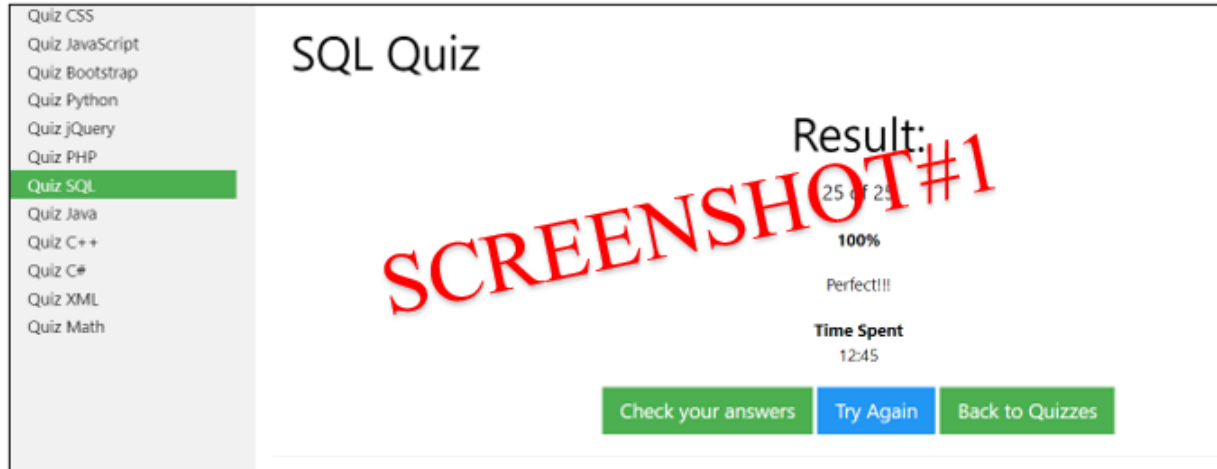 Quiz CSS
Quiz JavaScript
Quiz Bootstrap
Quiz Python
Quiz jQuery
Quiz PHP
Quiz SQL
Quiz Java
Quiz C++
Quiz C#
Quiz XML
Quiz Math
SQL Quiz
Result:
25 of 25
SCREENSHOT#1
100%
Perfect!!!
Time Spent
12:45
Check your answers
Try Again
Back to Quizzes